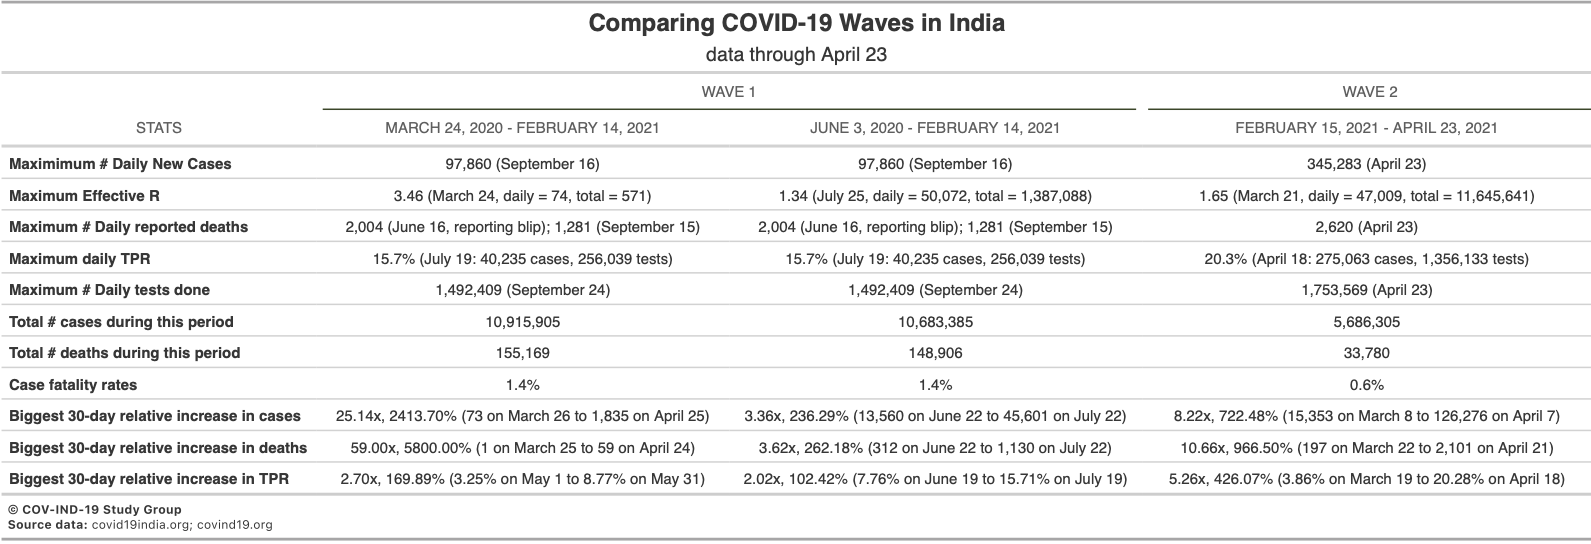 Comparing COVID-19 Waves in India
data through April 23
WAVE 1 WAVE 2
STATS MARCH 24, 2020 - FEBRUARY 14, 2021 JUNE 3, 2020 - FEBRUARY 14, 2021 FEBRUARY 15, 2021 - APRIL 23, 2021
Maximimum # Daily New Cases 97,860 (September 16) 97,860 (September 16) 345,283 (April 23)
Maximum Effective R 3.46 (March 24, daily = 74, total = 571) 1.34 (July 25, daily = 50,072, total = 1,387,088) 1.65 (March 21, daily = 47,009, total = 11,645,641)
Maximum # Daily reported deaths 2,004 (June 16, reporting blip); 1,281 (September 15) 2,004 (June 16, reporting blip); 1,281 (September 15) 2,620 (April 23)
Maximum daily TPR 15.7% (July 19: 40,235 cases, 256,039 tests) 15.7% (July 19: 40,235 cases, 256,039 tests) 20.3% (April 18: 275,063 cases, 1,356,133 tests)
Maximum # Daily tests done 1,492,409 (September 24) 1,492,409 (September 24) 1,753,569 (April 23)
Total # cases during this period 10,915,905 10,683,385 5,686,305
Total # deaths during this period 155,169 148,906 33,780
Case fatality rates 1.4% 1.4% 0.6%
Biggest 30-day relative increase in cases 25.14x, 2413.70% (73 on March 26 to 1,835 on April 25) 3.36x, 236.29% (13,560 on June 22 to 45,601 on July 22) 8.22x, 722.48% (15,353 on March 8 to 126,276 on April 7)
Biggest 30-day relative increase in deaths 59.00x, 5800.00% (1 on March 25 to 59 on April 24) 3.62x, 262.18% (312 on June 22 to 1,130 on July 22) 10.66x, 966.50% (197 on March 22 to 2,101 on April 21)
Biggest 30-day relative increase in TPR 2.70x, 169.89% (3.25% on May 1 to 8.77% on May 31) 2.02x, 102.42% (7.76% on June 19 to 15.71% on July 19) 5.26x, 426.07% (3.86% on March 19 to 20.28% on April 18)
© COV-IND-19 Study Group
Source data: covid19india.org; covind19.org